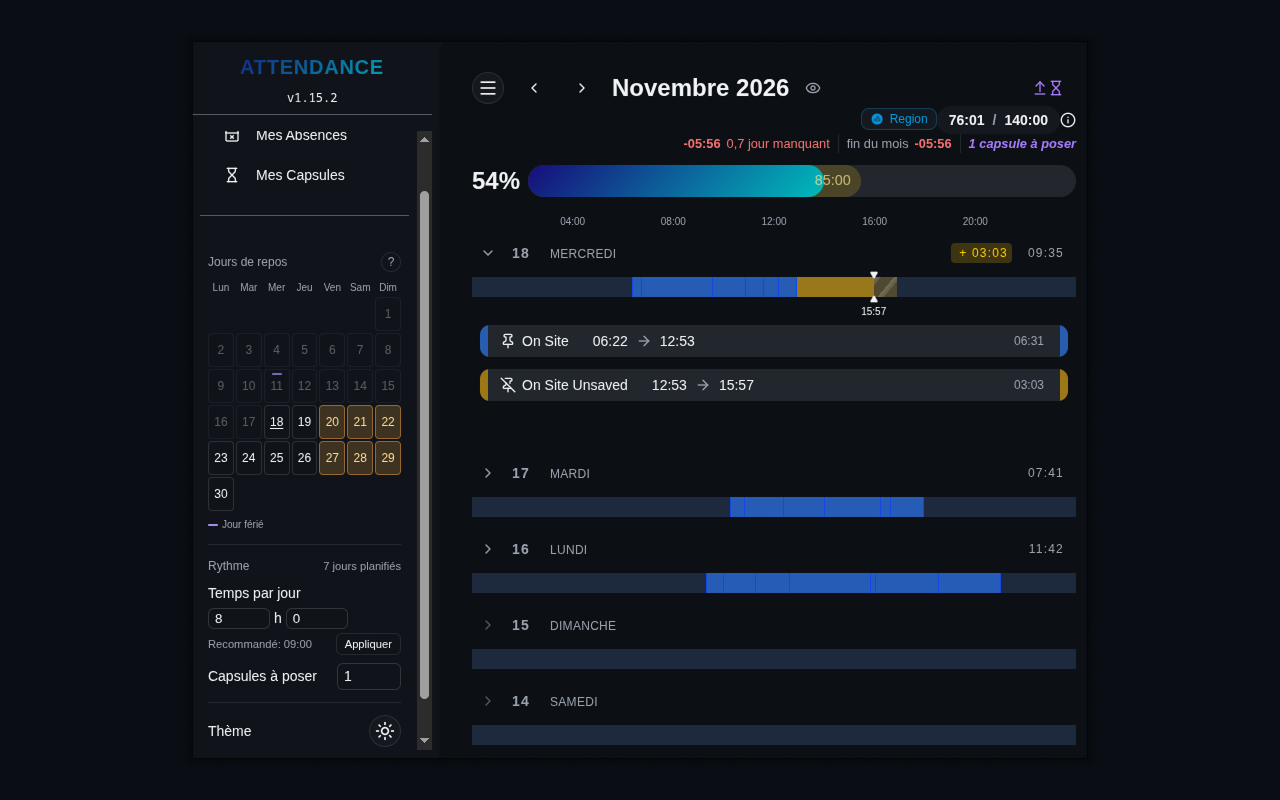 ATTENDANCE
v1.15.2
Mes Absences
Mes Capsules
Jours de repos ?
Lun Mar Mer Jeu Ven Sam Dim
1
2 3 4 5 6 7 8
9 10 11 12 13 14 15
16 17 18 19 20 21 22
23 24 25 26 27 28 29
30
Jour férié
Rythme 7 jours planifiés
Temps par jour
8 h 0
Recommandé: 09:00 Appliquer
Capsules à poser 1
Thème
Novembre 2026
Region 76:01 / 140:00
-05:56 0,7 jour manquant fin du mois -05:56 1 capsule à poser
54% 85:00
04:00 08:00 12:00 16:00 20:00
18 MERCREDI + 03:03 09:35
15:57
On Site 06:22 → 12:53 06:31
On Site Unsaved 12:53 → 15:57 03:03
17 MARDI 07:41
16 LUNDI 11:42
15 DIMANCHE
14 SAMEDI